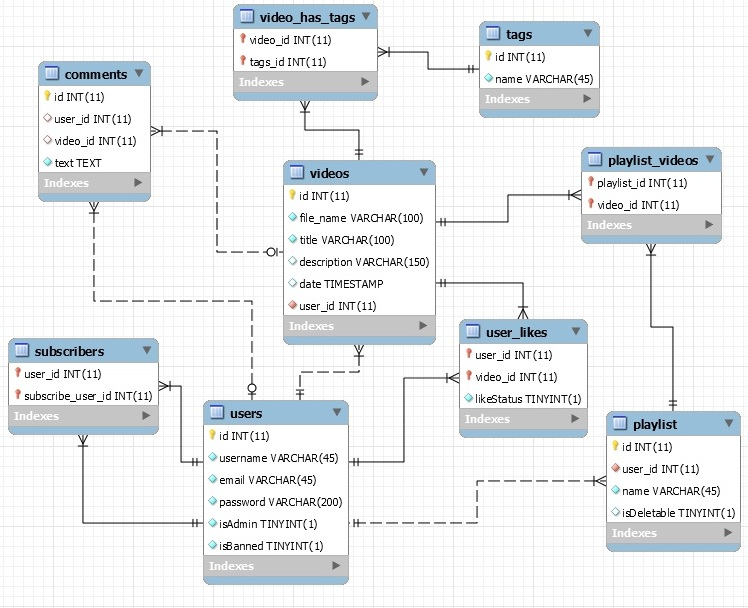 video_has_tags
video_id INT(11)
tags_id INT(11)
Indexes
tags
id INT(11)
name VARCHAR(45)
Indexes
comments
id INT(11)
user_id INT(11)
video_id INT(11)
text TEXT
Indexes
videos
id INT(11)
file_name VARCHAR(100)
title VARCHAR(100)
description VARCHAR(150)
date TIMESTAMP
user_id INT(11)
Indexes
playlist_videos
playlist_id INT(11)
video_id INT(11)
Indexes
subscribers
user_id INT(11)
subscribe_user_id INT(11)
Indexes
user_likes
user_id INT(11)
video_id INT(11)
likeStatus TINYINT(1)
Indexes
users
id INT(11)
username VARCHAR(45)
email VARCHAR(45)
password VARCHAR(200)
isAdmin TINYINT(1)
isBanned TINYINT(1)
Indexes
playlist
id INT(11)
user_id INT(11)
name VARCHAR(45)
isDeletable TINYINT(1)
Indexes